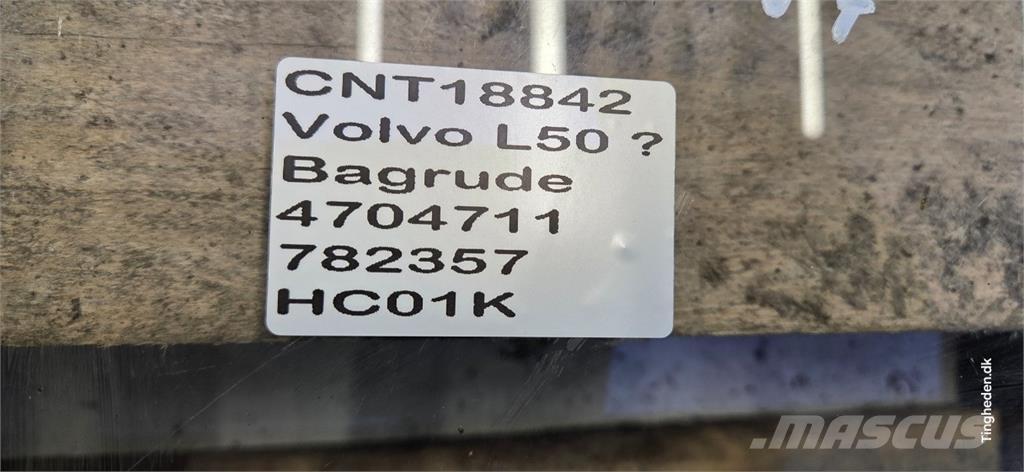 CNT18842
Volvo L50 ?
Bagrude
4704711
782357
HC01K
Tingheden.dk
MASCUS